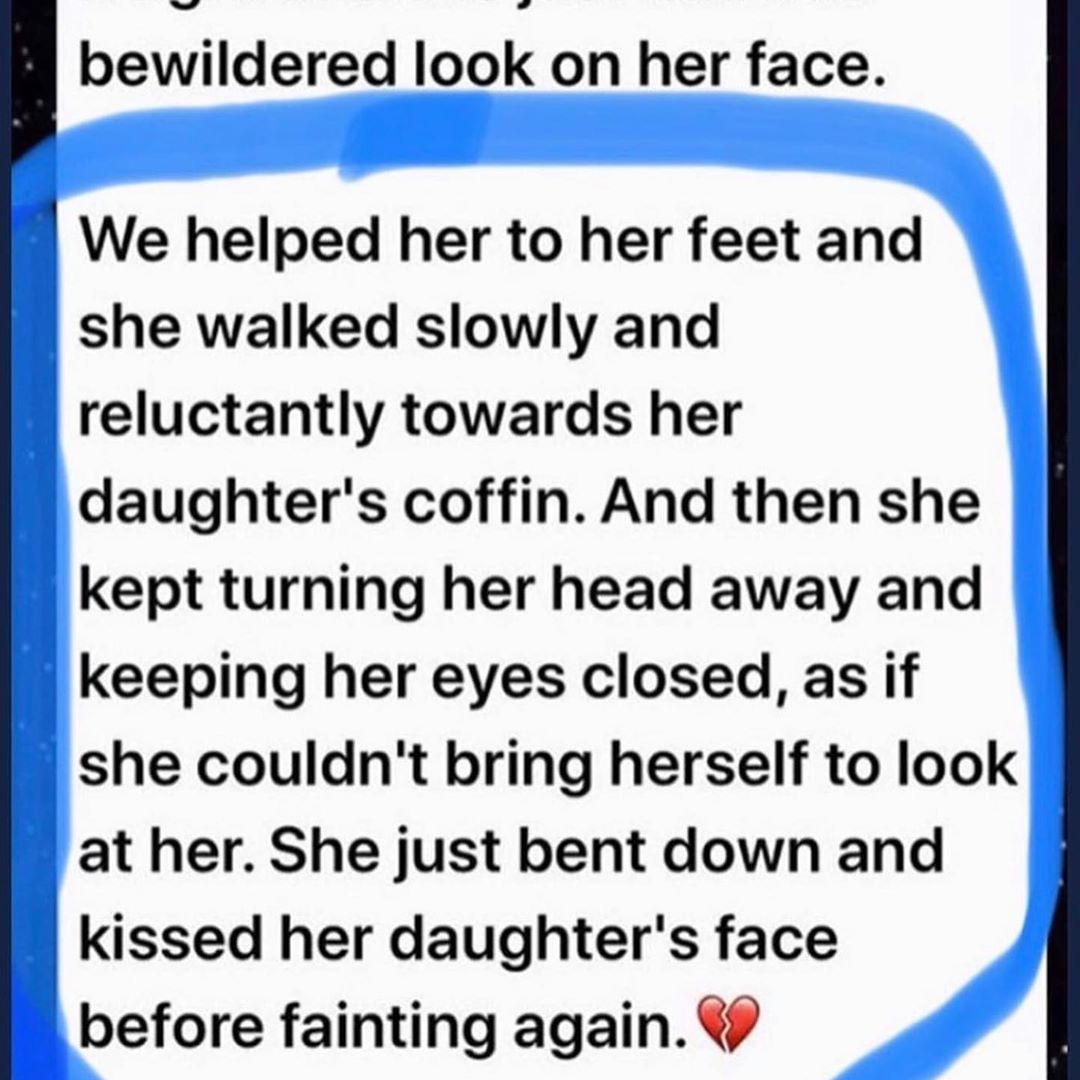 bewildered look on her face.
We helped her to her feet and
she walked slowly and
reluctantly towards her
daughter's coffin. And then she
kept turning her head away and
keeping her eyes closed, as if
she couldn't bring herself to look
at her. She just bent down and
kissed her daughter's face
before fainting again. 💔